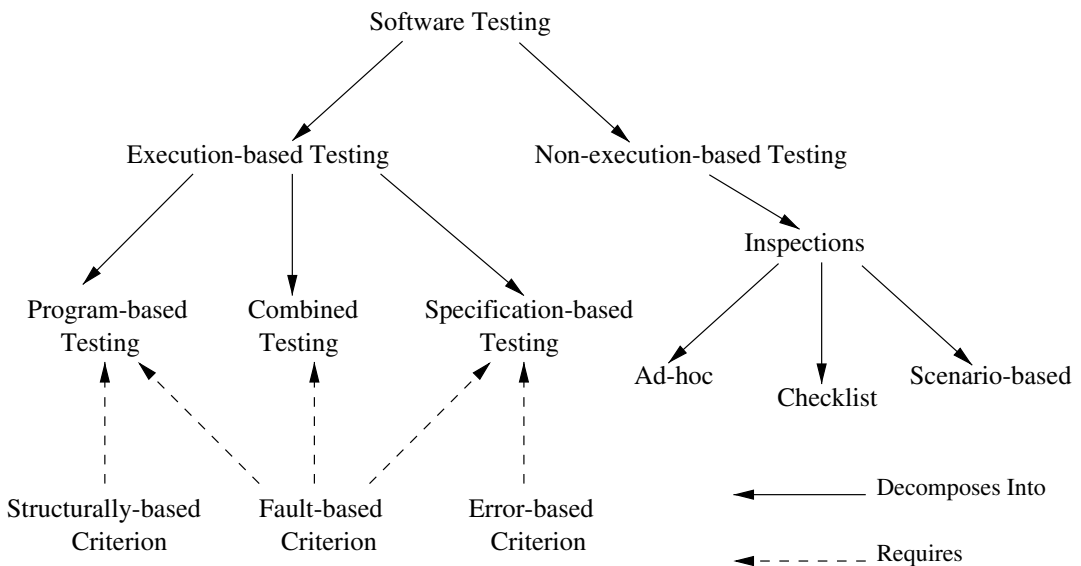 Software Testing
Execution-based Testing
Non-execution-based Testing
Inspections
Program-based
Testing
Combined
Testing
Specification-based
Testing
Ad-hoc
Checklist
Scenario-based
Structurally-based
Criterion
Fault-based
Criterion
Error-based
Criterion
Decomposes Into
Requires